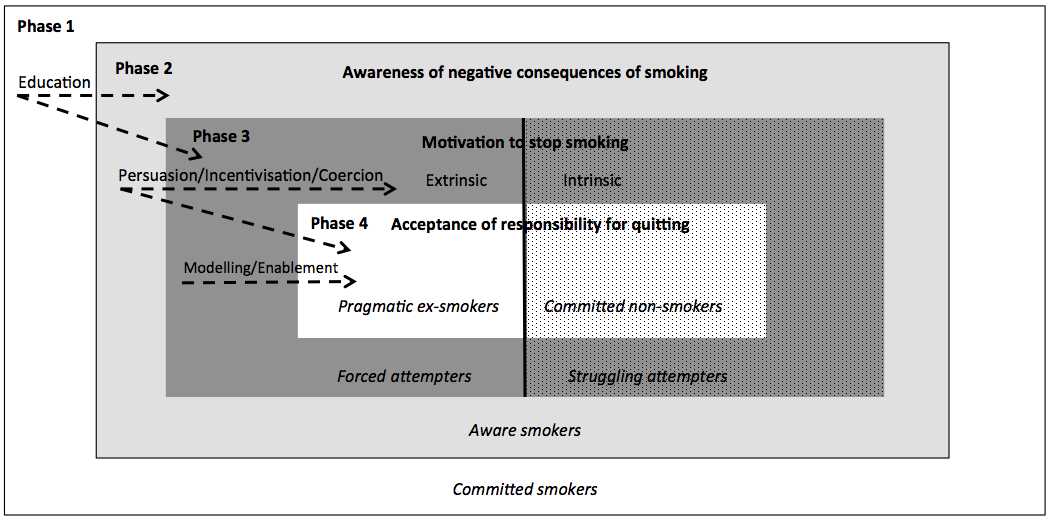 Phase 1
Phase 2
Awareness of negative consequences of smoking
Education
Phase 3
Motivation to stop smoking
Persuasion/Incentivisation/Coercion
Extrinsic
Intrinsic
Phase 4
Acceptance of responsibility for quitting
Modelling/Enablement
Pragmatic ex-smokers
Committed non-smokers
Forced attempters
Struggling attempters
Aware smokers
Committed smokers